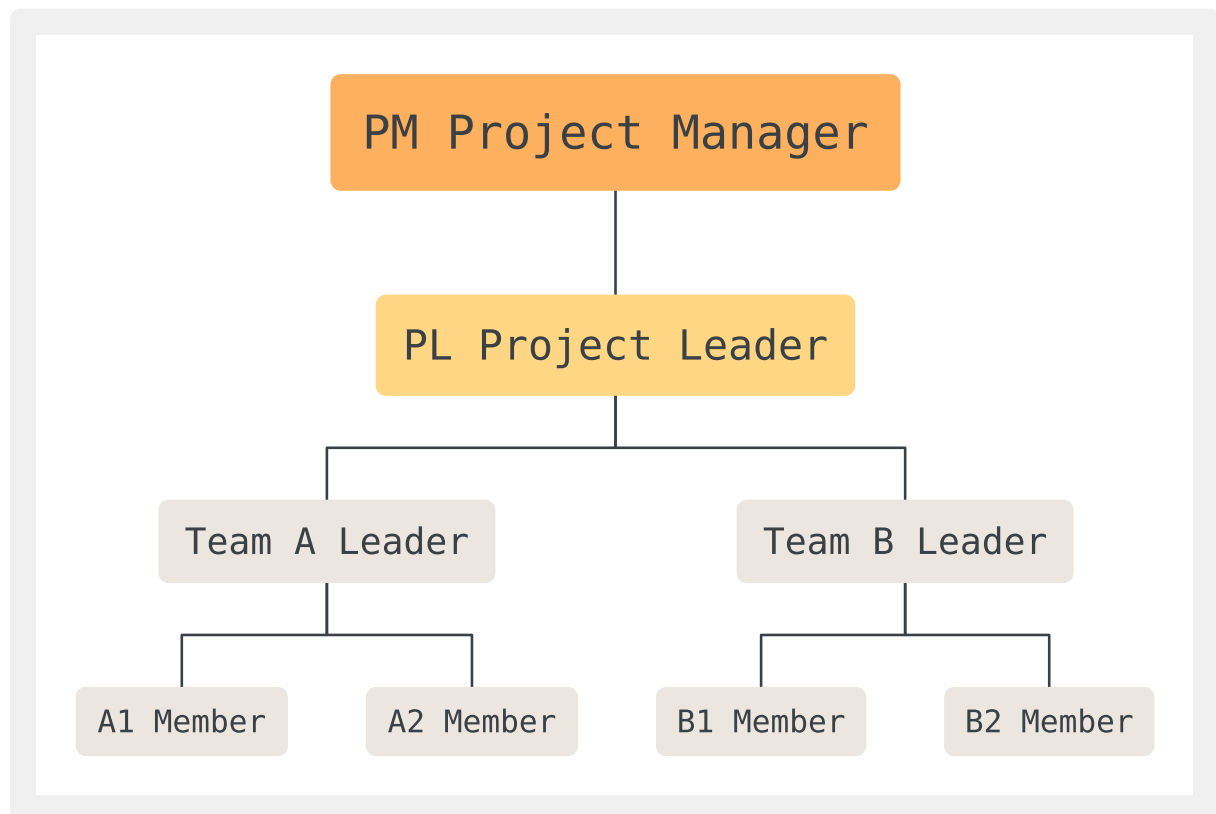 PM Project Manager
PL Project Leader
Team A Leader
Team B Leader
A1 Member
A2 Member
B1 Member
B2 Member